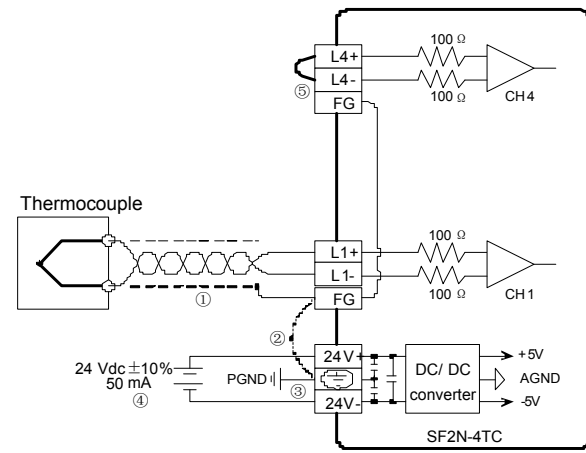 L4+
100 Ω
L4-
100 Ω
CH4
FG
⑤
Thermocouple
L1+
100 Ω
L1-
100 Ω
CH1
FG
①
②
24 Vdc ±10%
50 mA
④
24V+
PGND
③
24V-
DC/ DC
converter
+5V
AGND
-5V
SF2N-4TC